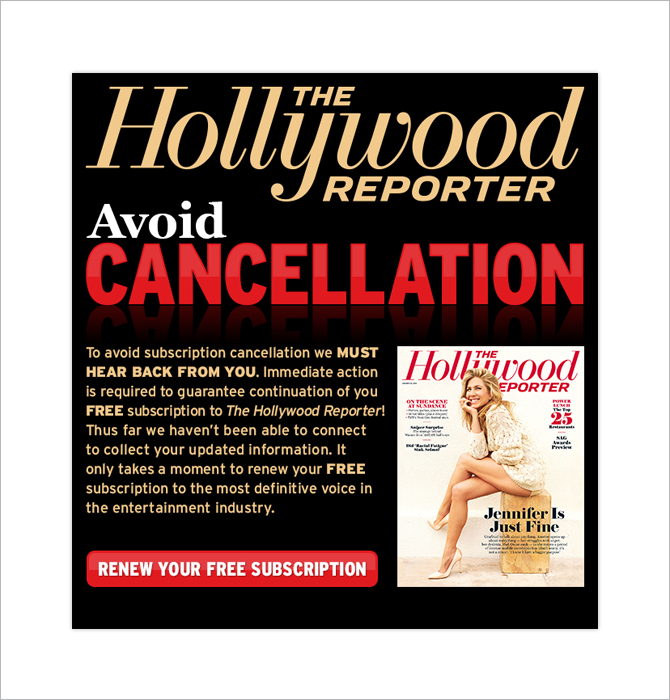 THE
Hollywood
REPORTER
Avoid
CANCELLATION
To avoid subscription cancellation we MUST
HEAR BACK FROM YOU. Immediate action
is required to guarantee continuation of you
FREE subscription to The Hollywood Reporter!
Thus far we haven't been able to connect
to collect your updated information. It
only takes a moment to renew your FREE
subscription to the most definitive voice in
the entertainment industry.
RENEW YOUR FREE SUBSCRIPTION
THE
Hollywood
REPORTER
ON THE SCENE
AT SUNDANCE
Sniper Surprise
POWER
LUNCH
The Top
25
Restaurants
SAG
Awards
Preview
Jennifer Is
Just Fine